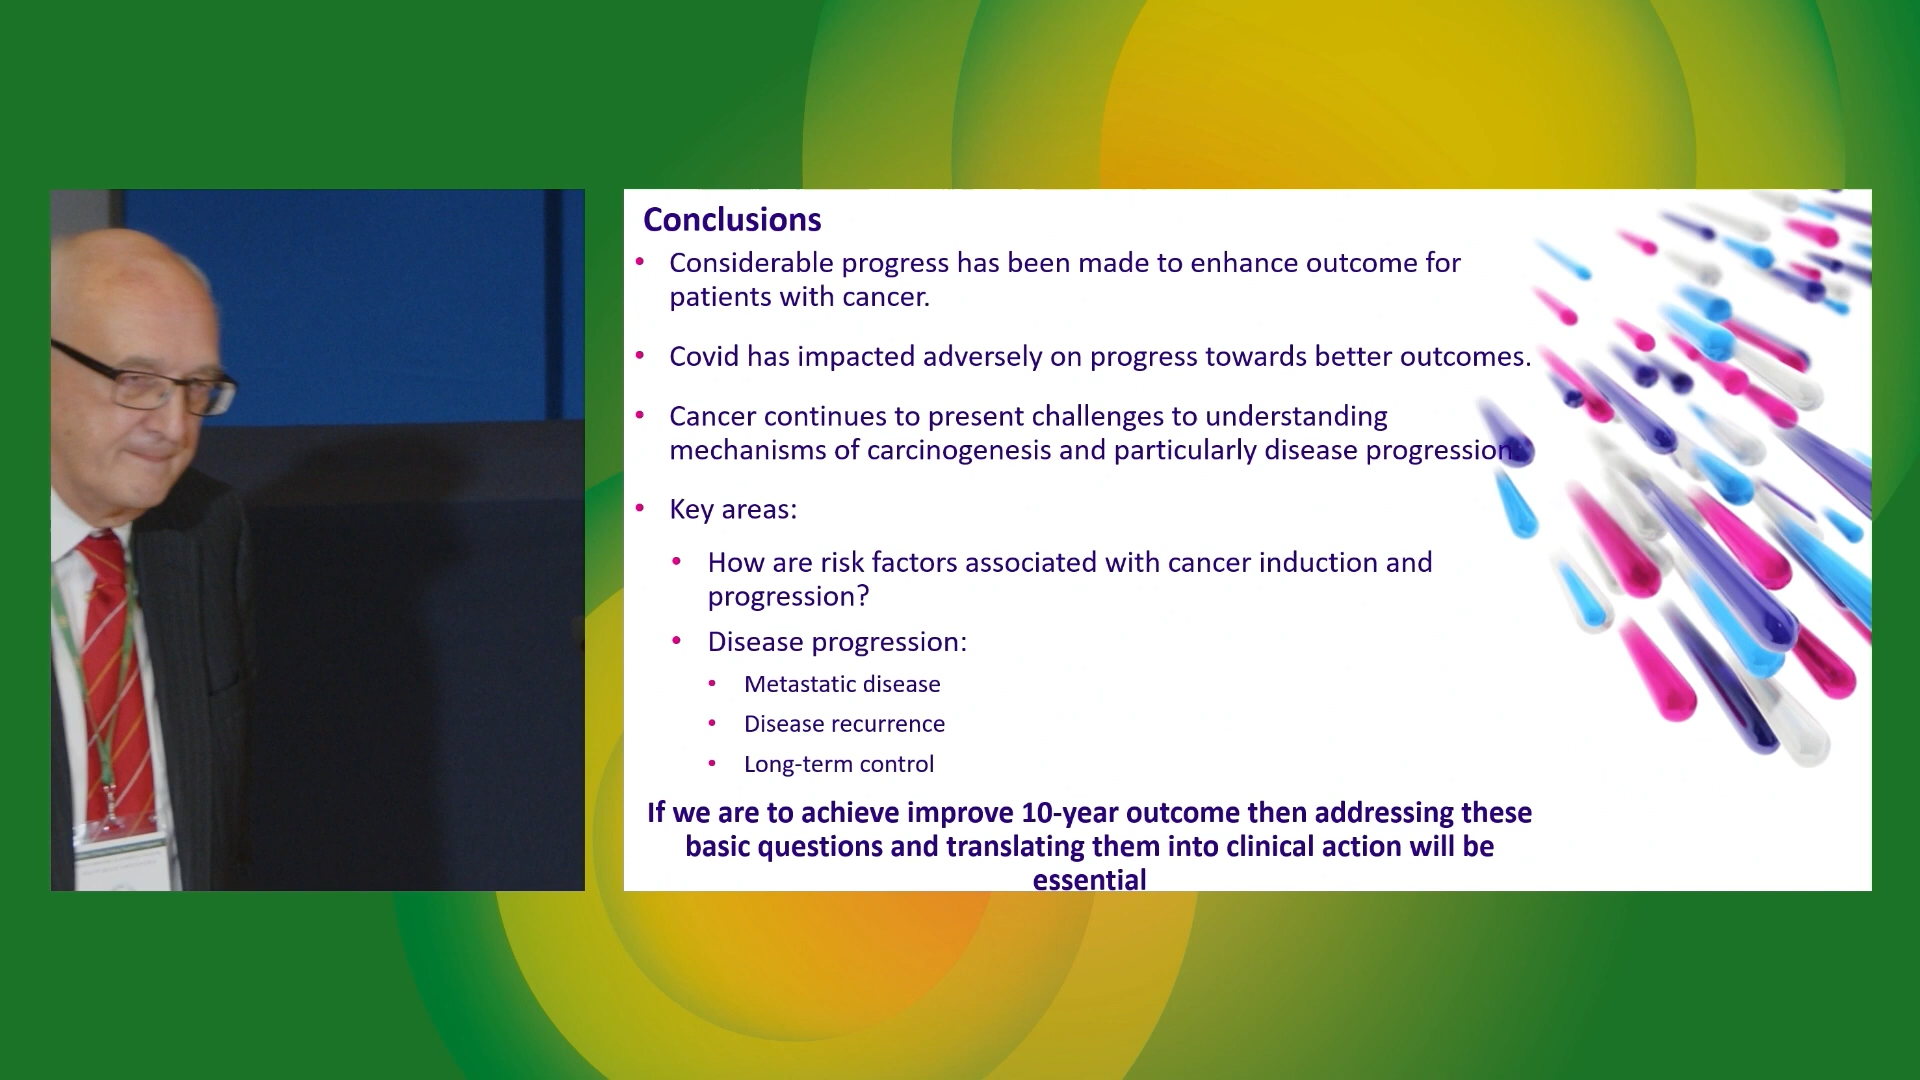 Conclusions
• Considerable progress has been made to enhance outcome for
patients with cancer.
• Covid has impacted adversely on progress towards better outcomes.
• Cancer continues to present challenges to understanding
mechanisms of carcinogenesis and particularly disease progression.
• Key areas:
• How are risk factors associated with cancer induction and
progression?
• Disease progression:
• Metastatic disease
• Disease recurrence
• Long-term control
If we are to achieve improve 10-year outcome then addressing these
basic questions and translating them into clinical action will be
essential